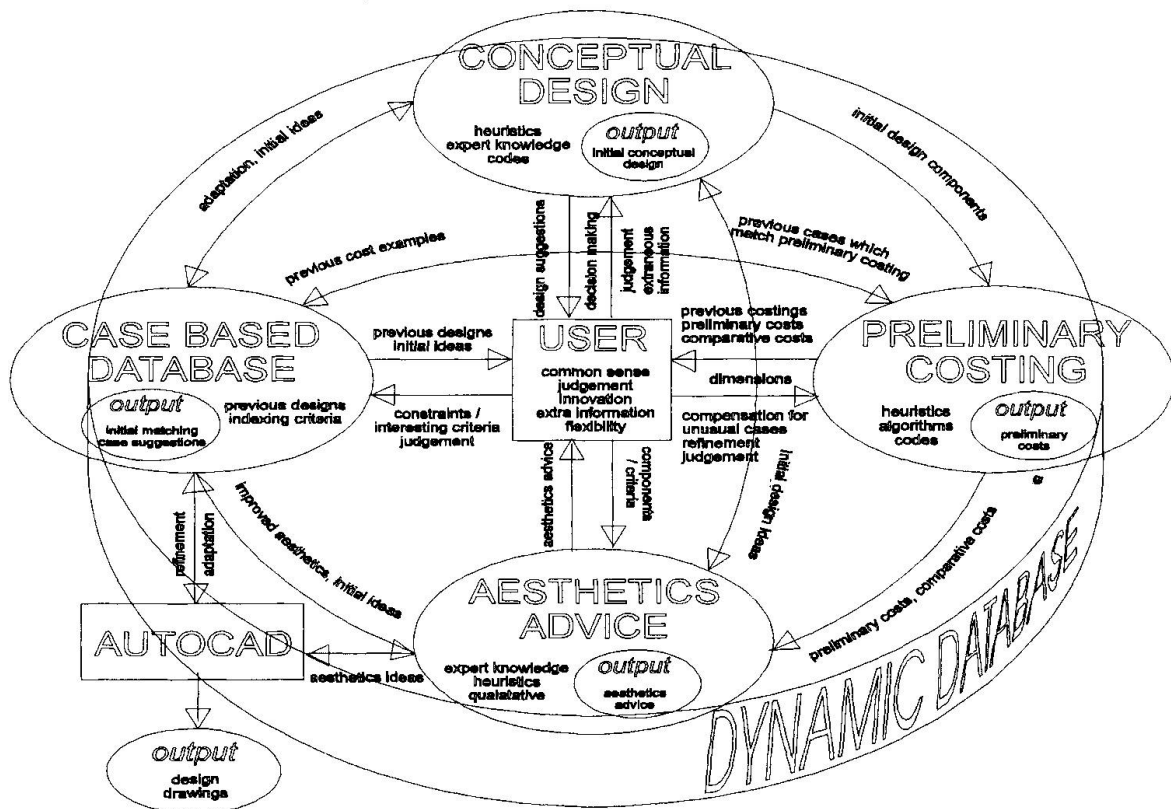 CONCEPTUAL
DESIGN
heuristics
expert knowledge
codes
output
initial conceptual
design
adaptation, initial ideas
initial design components
previous cost examples
previous cases which
match preliminary costing
design suggestions
decision making
judgement
extraneous
information
CASE BASED
DATABASE
output
initial matching
case suggestions
previous designs
indexing criteria
previous designs
initial ideas
constraints /
interesting criteria
judgement
USER
common sense
judgement
innovation
extra information
flexibility
previous costings
preliminary costs
comparative costs
dimensions
compensation for
unusual cases
refinement
judgement
PRELIMINARY
COSTING
heuristics
algorithms
codes
output
preliminary
costs
aesthetics advice
components
/ criteria
initial design ideas
refinement
adaptation
improved aesthetics, initial ideas
preliminary costs, comparative costs
AESTHETICS
ADVICE
expert knowledge
heuristics
qualatative
output
aesthetics
advice
AUTOCAD
aesthetics ideas
output
design
drawings
DYNAMIC DATABASE